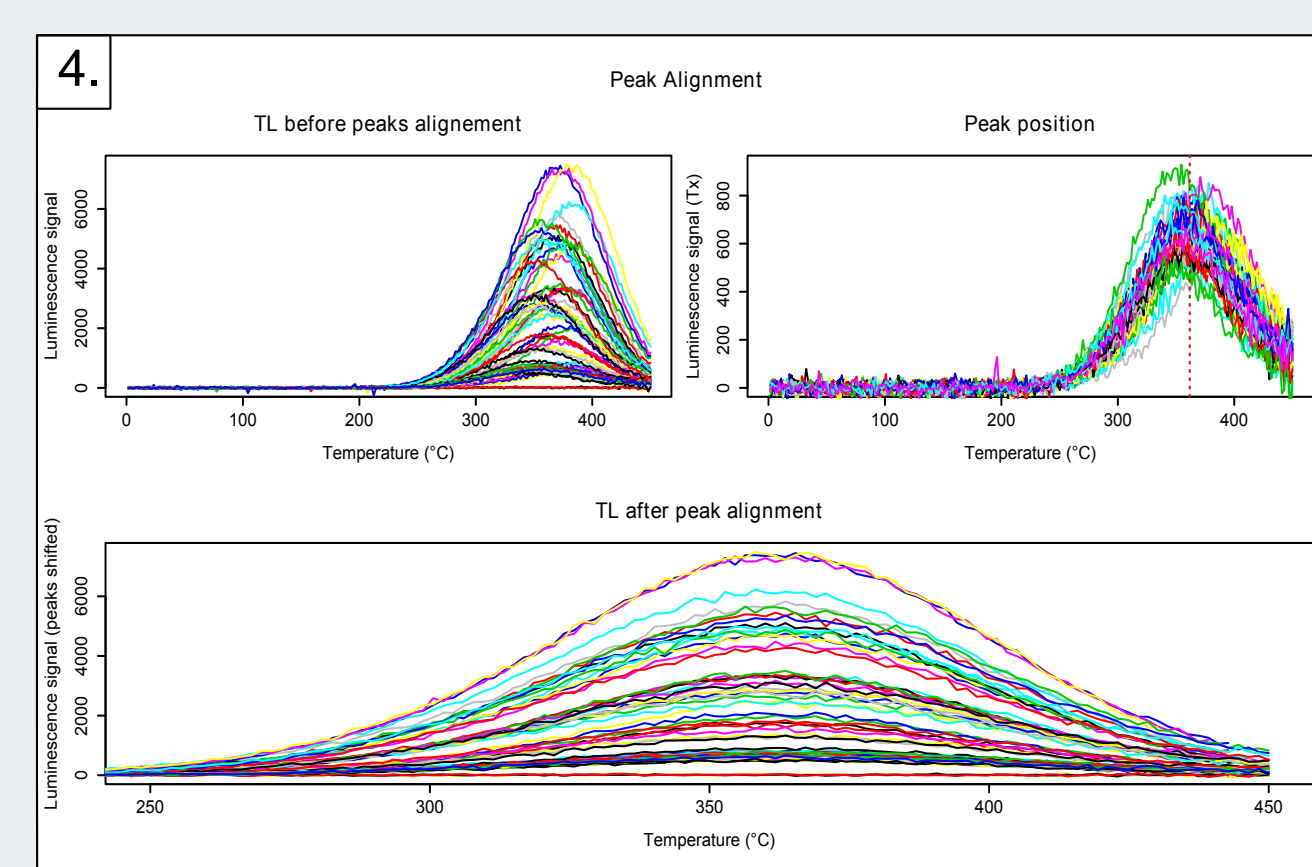 4.
Peak Alignment
TL before peaks alignement
Luminescence signal
0 2000 4000 6000
0 100 200 300 400
Temperature (°C)
Peak position
Luminescence signal (Tx)
0 200 400 600 800
0 100 200 300 400
Temperature (°C)
TL after peak alignment
Luminescence signal (peaks shifted)
0 2000 4000 6000
250 300 350 400 450
Temperature (°C)